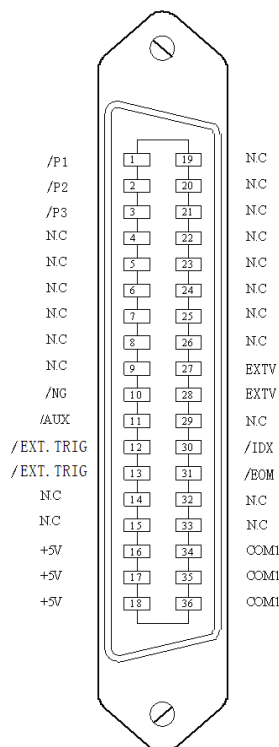 /P1 1 19 N.C
/P2 2 20 N.C
/P3 3 21 N.C
N.C 4 22 N.C
N.C 5 23 N.C
N.C 6 24 N.C
N.C 7 25 N.C
N.C 8 26 N.C
N.C 9 27 EXTV
/NG 10 28 EXTV
/AUX 11 29 N.C
/EXT.TRIG 12 30 /IDX
/EXT.TRIG 13 31 /EOM
N.C 14 32 N.C
N.C 15 33 N.C
+5V 16 34 COM1
+5V 17 35 COM1
+5V 18 36 COM1